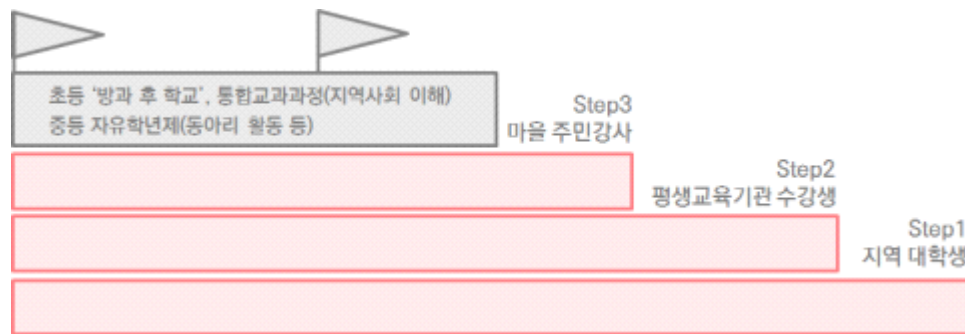 초등 ‘방과 후 학교’, 통합교과과정(지역사회 이해)
중등 자유학년제(동아리 활동 등)
Step3
마을 주민강사
Step2
평생교육기관 수강생
Step1
지역 대학생